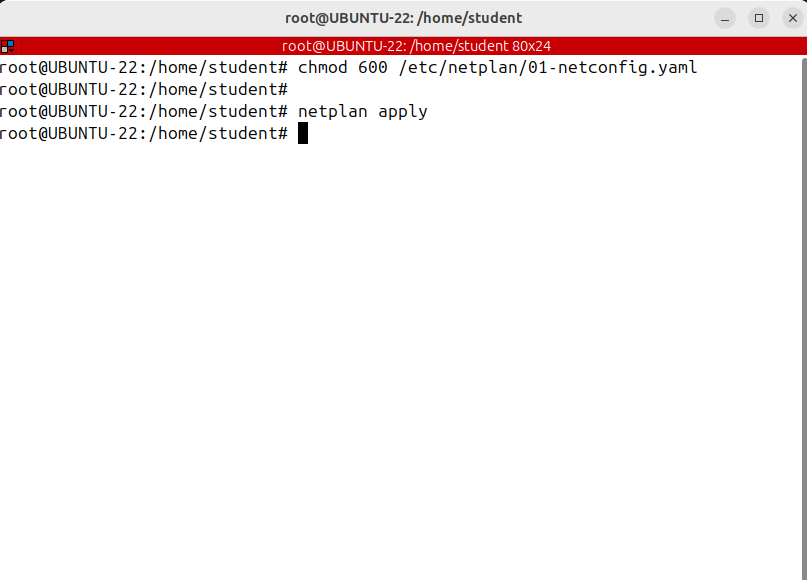 root@UBUNTU-22: /home/student
root@UBUNTU-22: /home/student 80x24
root@UBUNTU-22:/home/student# chmod 600 /etc/netplan/01-netconfig.yaml
root@UBUNTU-22:/home/student#
root@UBUNTU-22:/home/student# netplan apply
root@UBUNTU-22:/home/student#